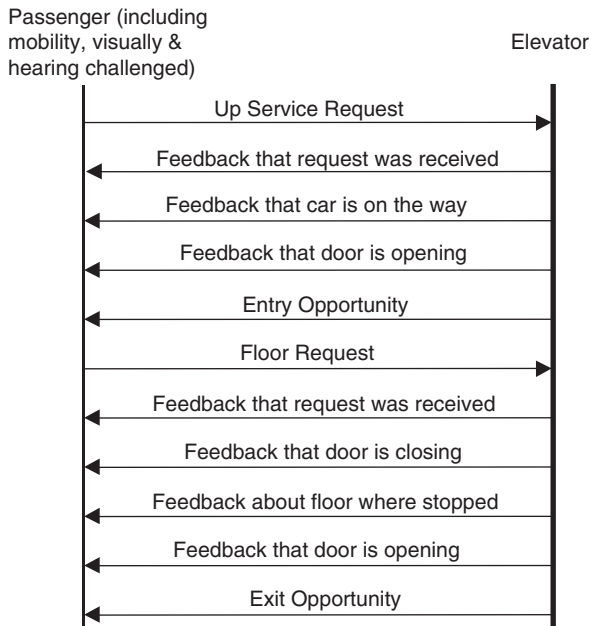 Passenger (including
mobility, visually &
hearing challenged)
Elevator
Up Service Request
Feedback that request was received
Feedback that car is on the way
Feedback that door is opening
Entry Opportunity
Floor Request
Feedback that request was received
Feedback that door is closing
Feedback about floor where stopped
Feedback that door is opening
Exit Opportunity